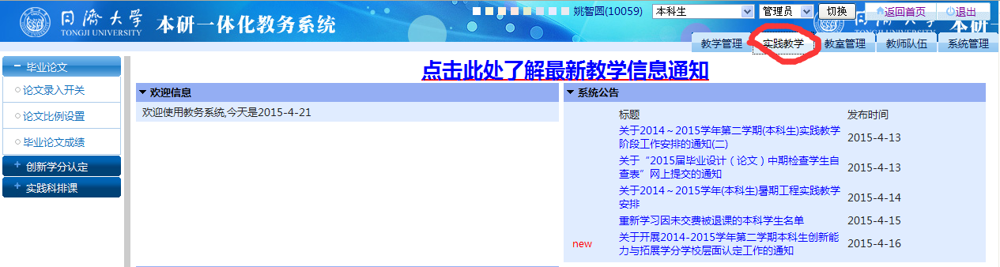 同濟大学
TONGJI UNIVERSITY
本研一体化教务系统
姚智圆(10059) 本科生 管理员 切换 返回首页 退出
教学管理 实践教学 教室管理 教师队伍 系统管理
毕业论文
论文录入开关
论文比例设置
毕业论文成绩
创新学分认定
实践科排课
点击此处了解最新教学信息通知
欢迎信息
欢迎使用教务系统,今天是2015-4-21
系统公告
标题 发布时间
关于2014～2015学年第二学期(本科生)实践教学
阶段工作安排的通知(二) 2015-4-13
关于“2015届毕业设计（论文）中期检查学生自
查表”网上提交的通知 2015-4-13
关于2014～2015学年(本科生)暑期工程实践教学
安排 2015-4-14
重新学习因未交费被退课的本科学生名单 2015-4-15
new 关于开展2014-2015学年第二学期本科生创新能
力与拓展学分学校层面认定工作的通知 2015-4-16